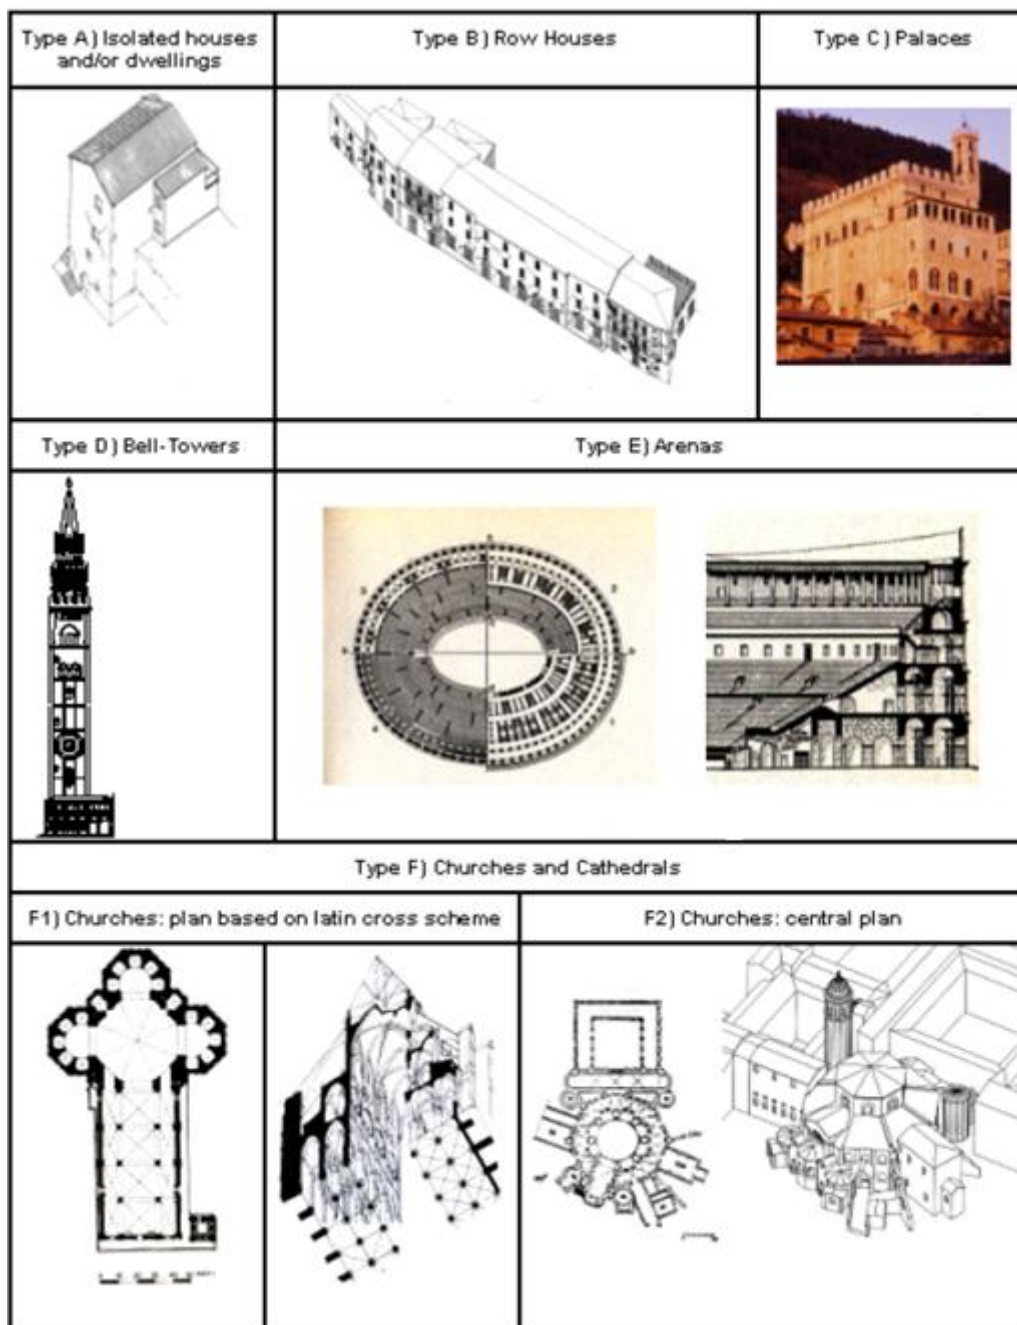 Type A) Isolated houses
and/or dwellings
Type B) Row Houses
Type C) Palaces
Type D) Bell-Towers
Type E) Arenas
Type F) Churches and Cathedrals
F1) Churches: plan based on latin cross scheme
F2) Churches: central plan